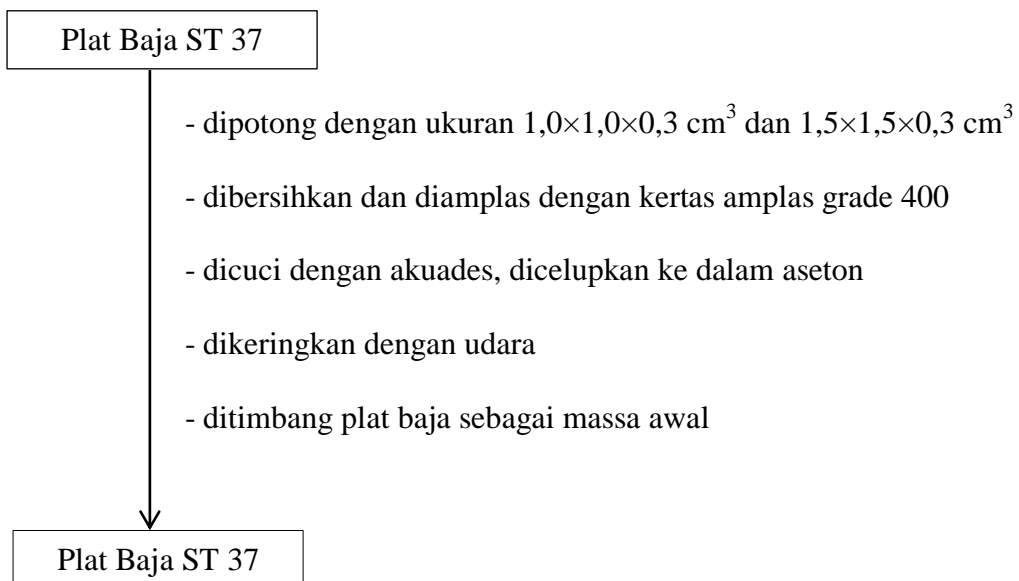 Plat Baja ST 37
- dipotong dengan ukuran 1,0×1,0×0,3 cm³ dan 1,5×1,5×0,3 cm³
- dibersihkan dan diamplas dengan kertas amplas grade 400
- dicuci dengan akuades, dicelupkan ke dalam aseton
- dikeringkan dengan udara
- ditimbang plat baja sebagai massa awal
Plat Baja ST 37